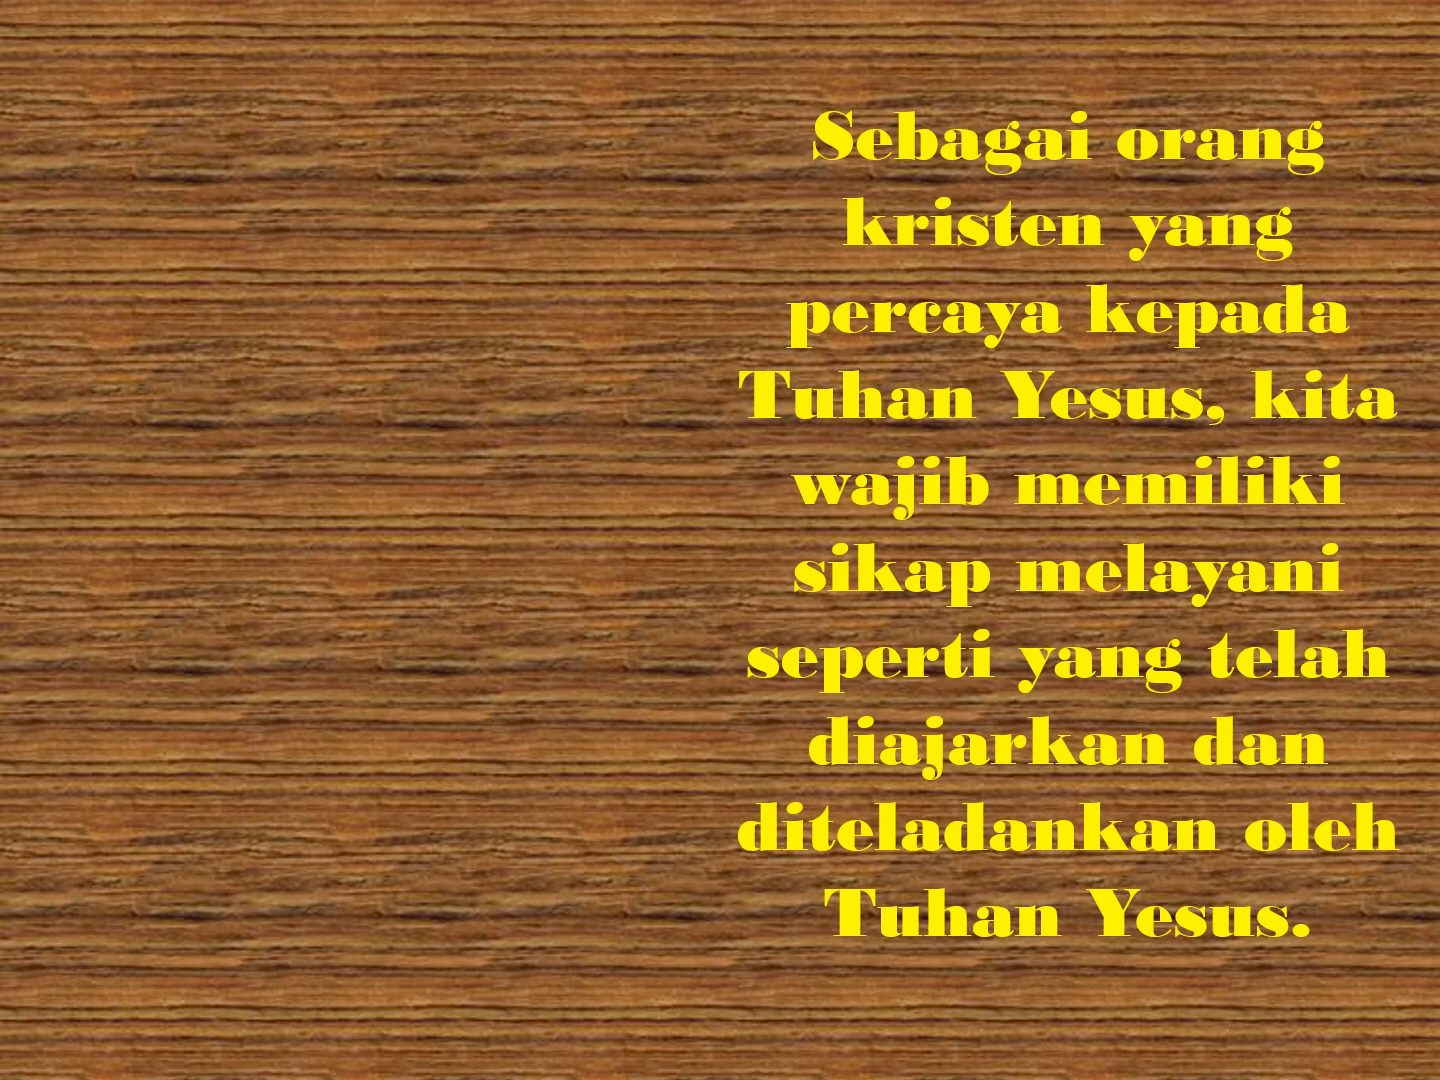 Sebagai orang
kristen yang
percaya kepada
Tuhan Yesus, kita
wajib memiliki
sikap melayani
seperti yang telah
diajarkan dan
diteladankan oleh
Tuhan Yesus.